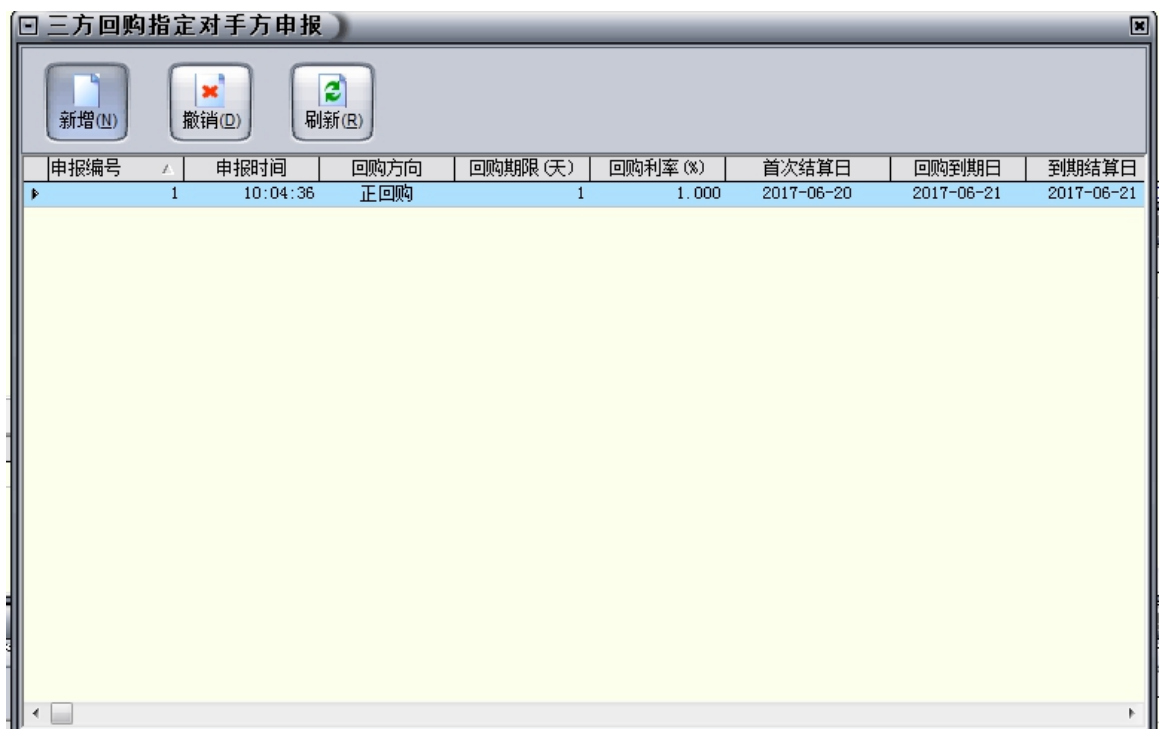 三方回购指定对手方申报
新增(N) 撤销(D) 刷新(R)
申报编号 申报时间 回购方向 回购期限(天) 回购利率(%) 首次结算日 回购到期日 到期结算日
1 10:04:36 正回购 1 1.000 2017-06-20 2017-06-21 2017-06-21